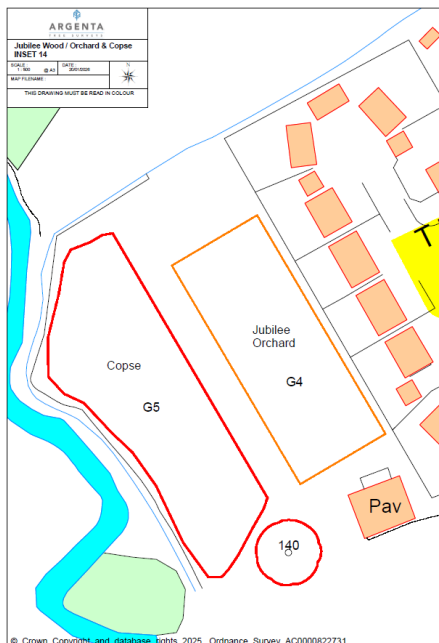 ARGENTA
TREE SURVEYS
Jubilee Wood / Orchard & Copse
INSET 14
SCALE : DATE :
1 : 500 @ A3
MAP FILENAME :
N
THIS DRAWING MUST BE READ IN COLOUR
T
Jubilee
Orchard
Copse
G4
G5
Pav
140
© Crown Copyright and database rights 2025. Ordnance Survey AC0000822731